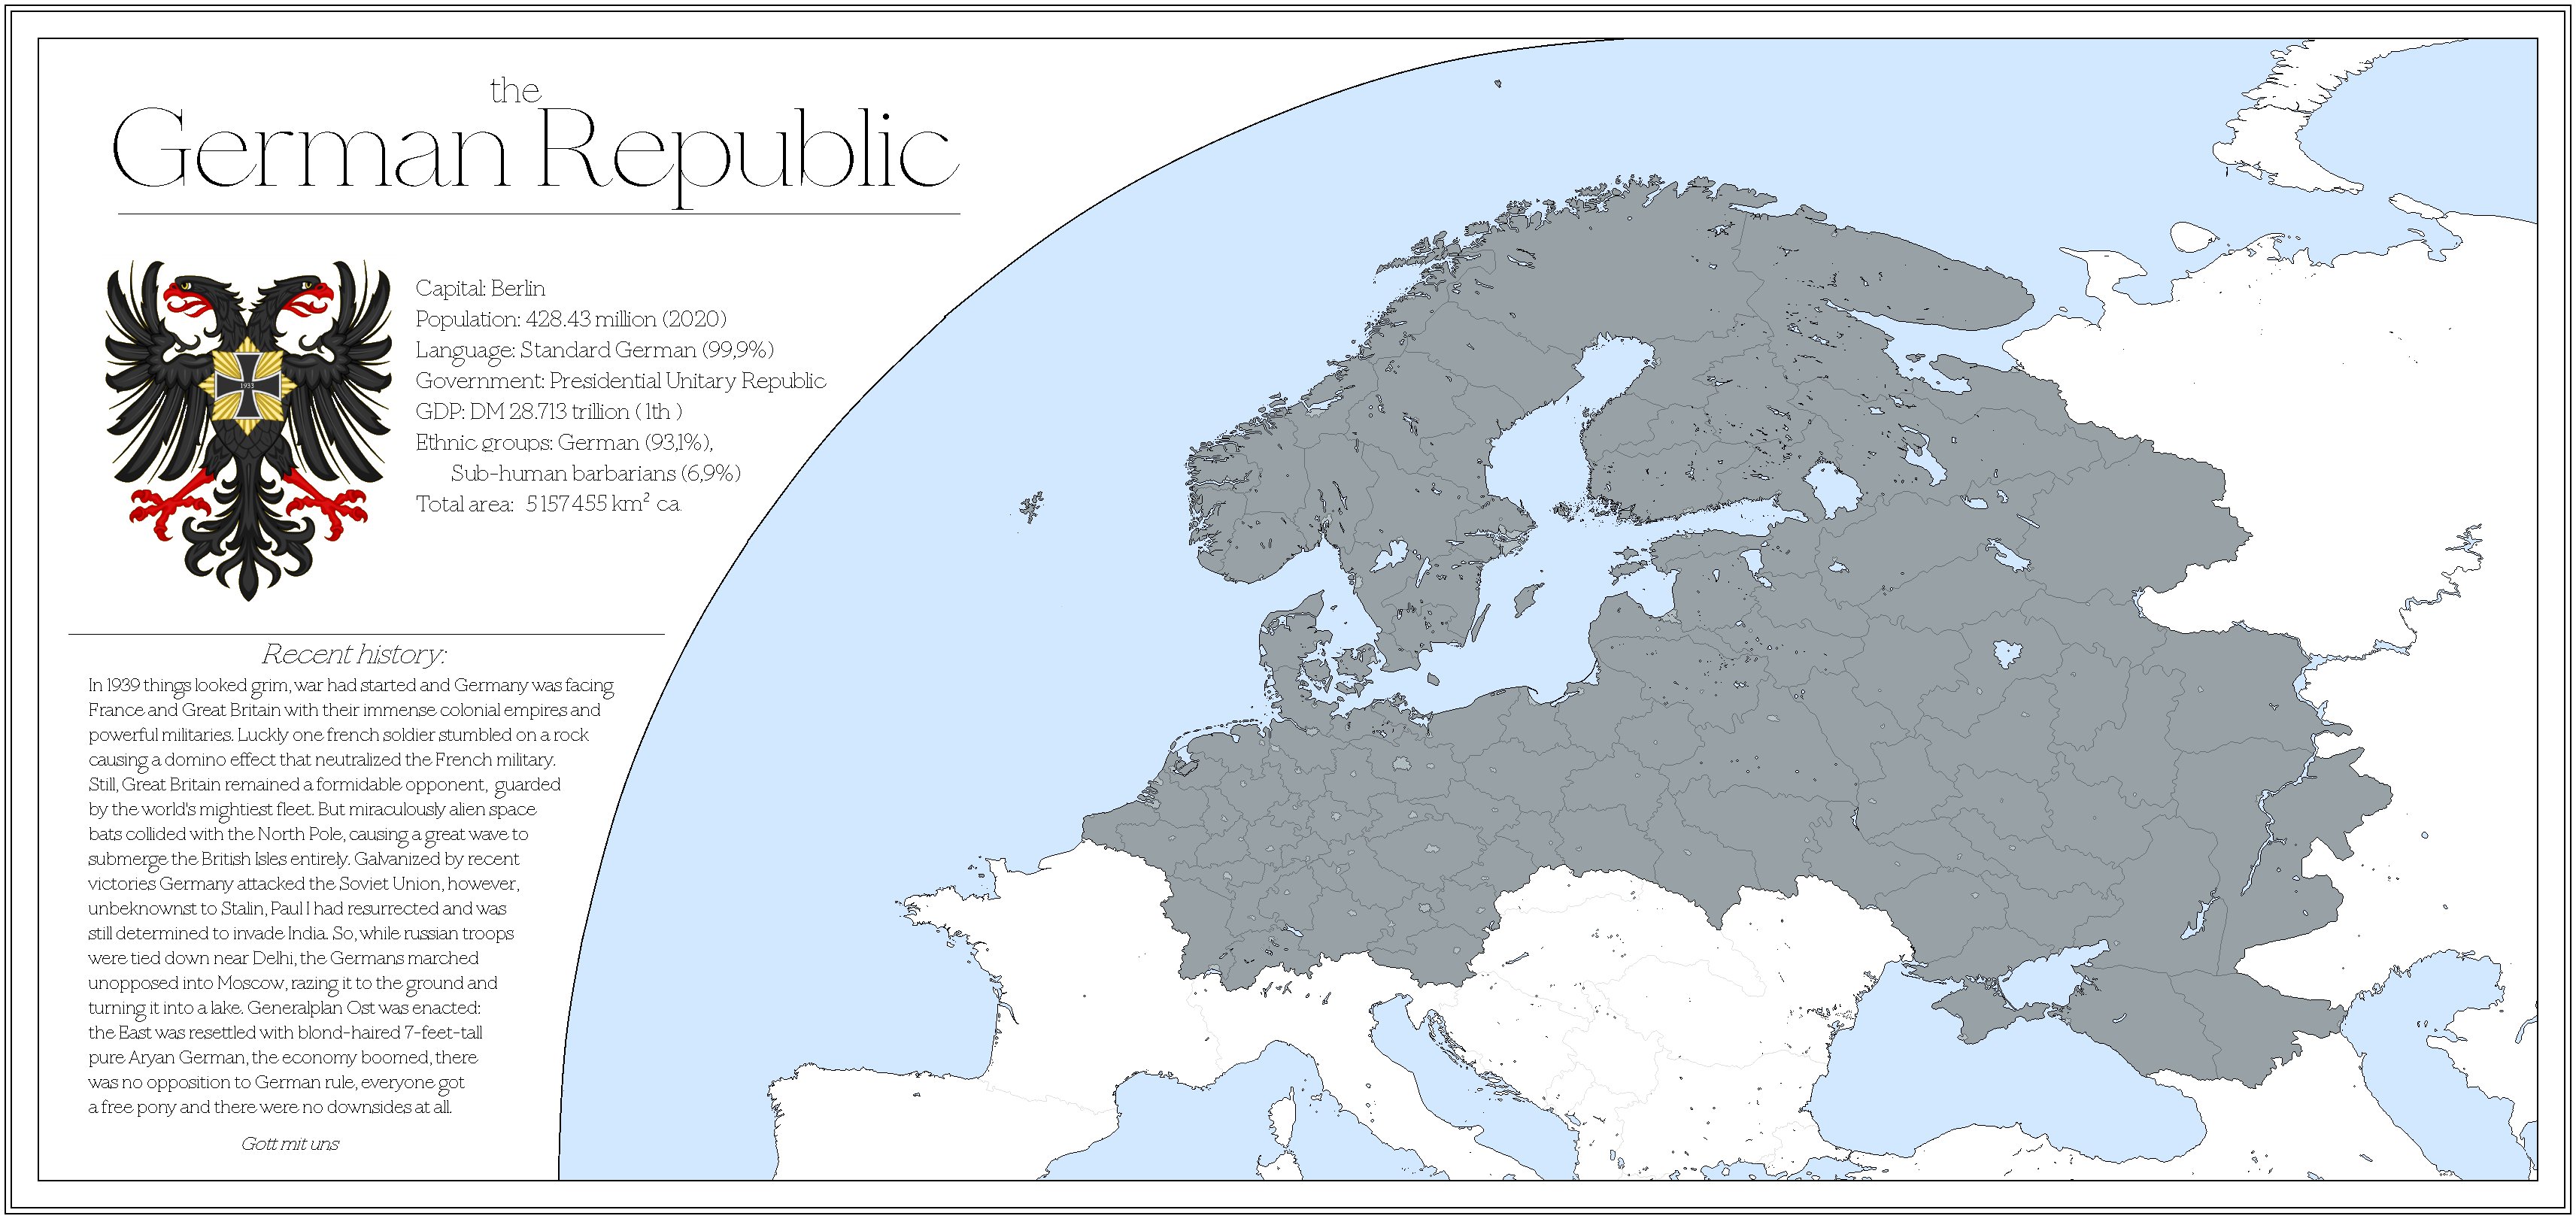 the
German Republic
Capital: Berlin
Population: 428.43 million (2020)
Language: Standard German (99,9%)
Government: Presidential Unitary Republic
GDP: DM 28.713 trillion ( 1th )
Ethnic groups: German (93,1%),
Sub-human barbarians (6,9%)
Total area: 5 157 455 km² ca.
1933
Recent history:
In 1939 things looked grim, war had started and Germany was facing
France and Great Britain with their immense colonial empires and
powerful militaries. Luckly one french soldier stumbled on a rock
causing a domino effect that neutralized the French military.
Still, Great Britain remained a formidable opponent, guarded
by the world's mightiest fleet. But miraculously alien space
bats collided with the North Pole, causing a great wave to
submerge the British Isles entirely. Galvanized by recent
victories Germany attacked the Soviet Union, however,
unbeknownst to Stalin, Paul I had resurrected and was
still determined to invade India. So, while russian troops
were tied down near Delhi, the Germans marched
unopposed into Moscow, razing it to the ground and
turning it into a lake. Generalplan Ost was enacted:
the East was resettled with blond-haired 7-feet-tall
pure Aryan German, the economy boomed, there
was no opposition to German rule, everyone got
a free pony and there were no downsides at all.
Gott mit uns